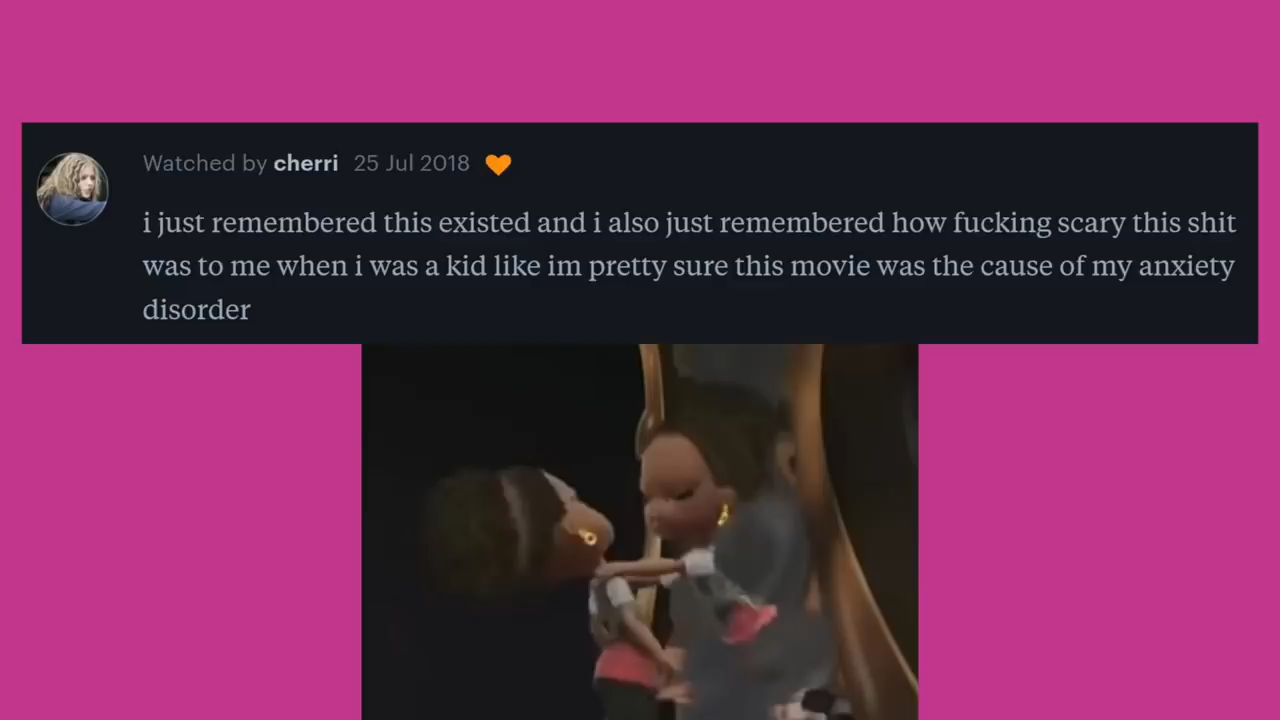 Watched by cherri 25 Jul 2018 🧡
i just remembered this existed and i also just remembered how fucking scary this shit
was to me when i was a kid like im pretty sure this movie was the cause of my anxiety
disorder